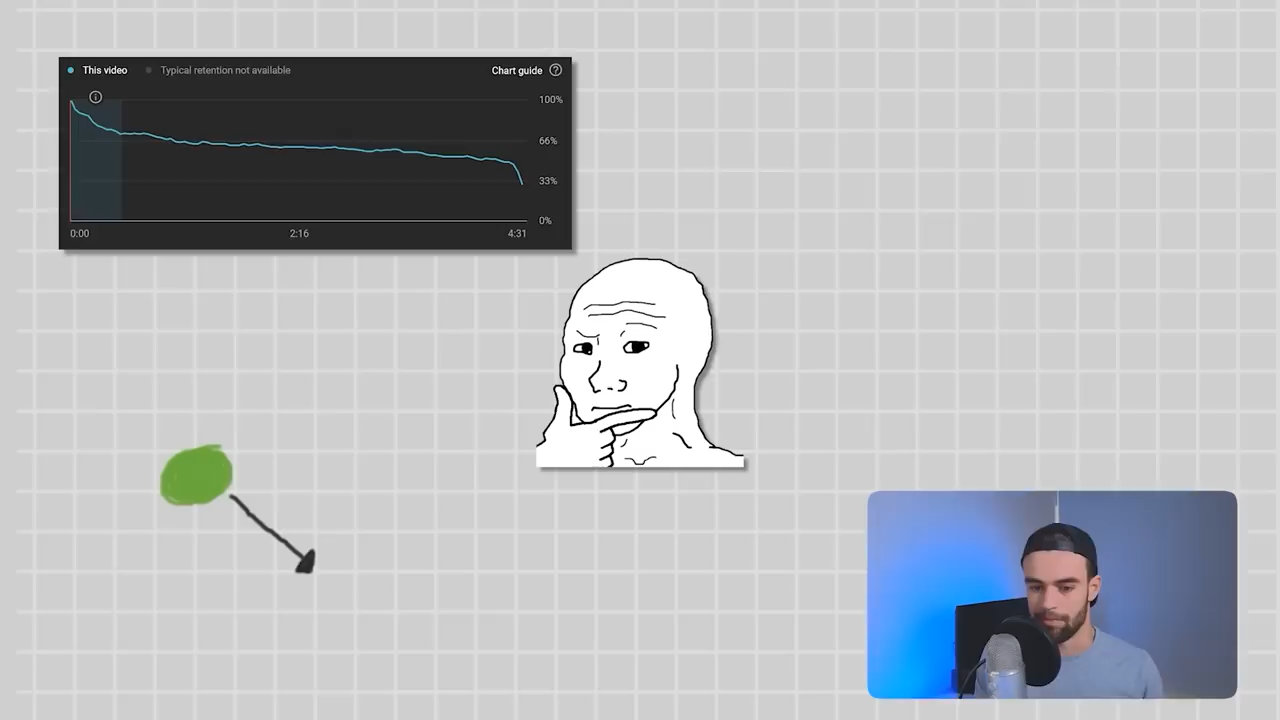 This video Typical retention not available Chart guide ?
100%
66%
33%
0%
0:00 2:16 4:31